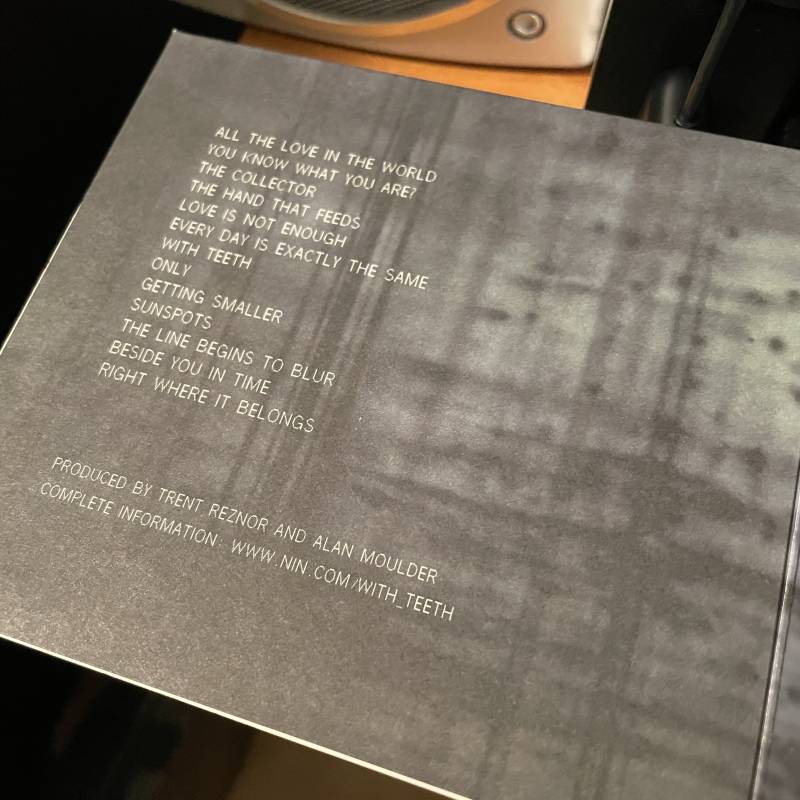 ALL THE LOVE IN THE WORLD
YOU KNOW WHAT YOU ARE?
THE COLLECTOR
THE HAND THAT FEEDS
LOVE IS NOT ENOUGH
EVERY DAY IS EXACTLY THE SAME
WITH TEETH
ONLY
GETTING SMALLER
SUNSPOTS
THE LINE BEGINS TO BLUR
BESIDE YOU IN TIME
RIGHT WHERE IT BELONGS
PRODUCED BY TRENT REZNOR AND ALAN MOULDER
COMPLETE INFORMATION: WWW.NIN.COM/WITH_TEETH